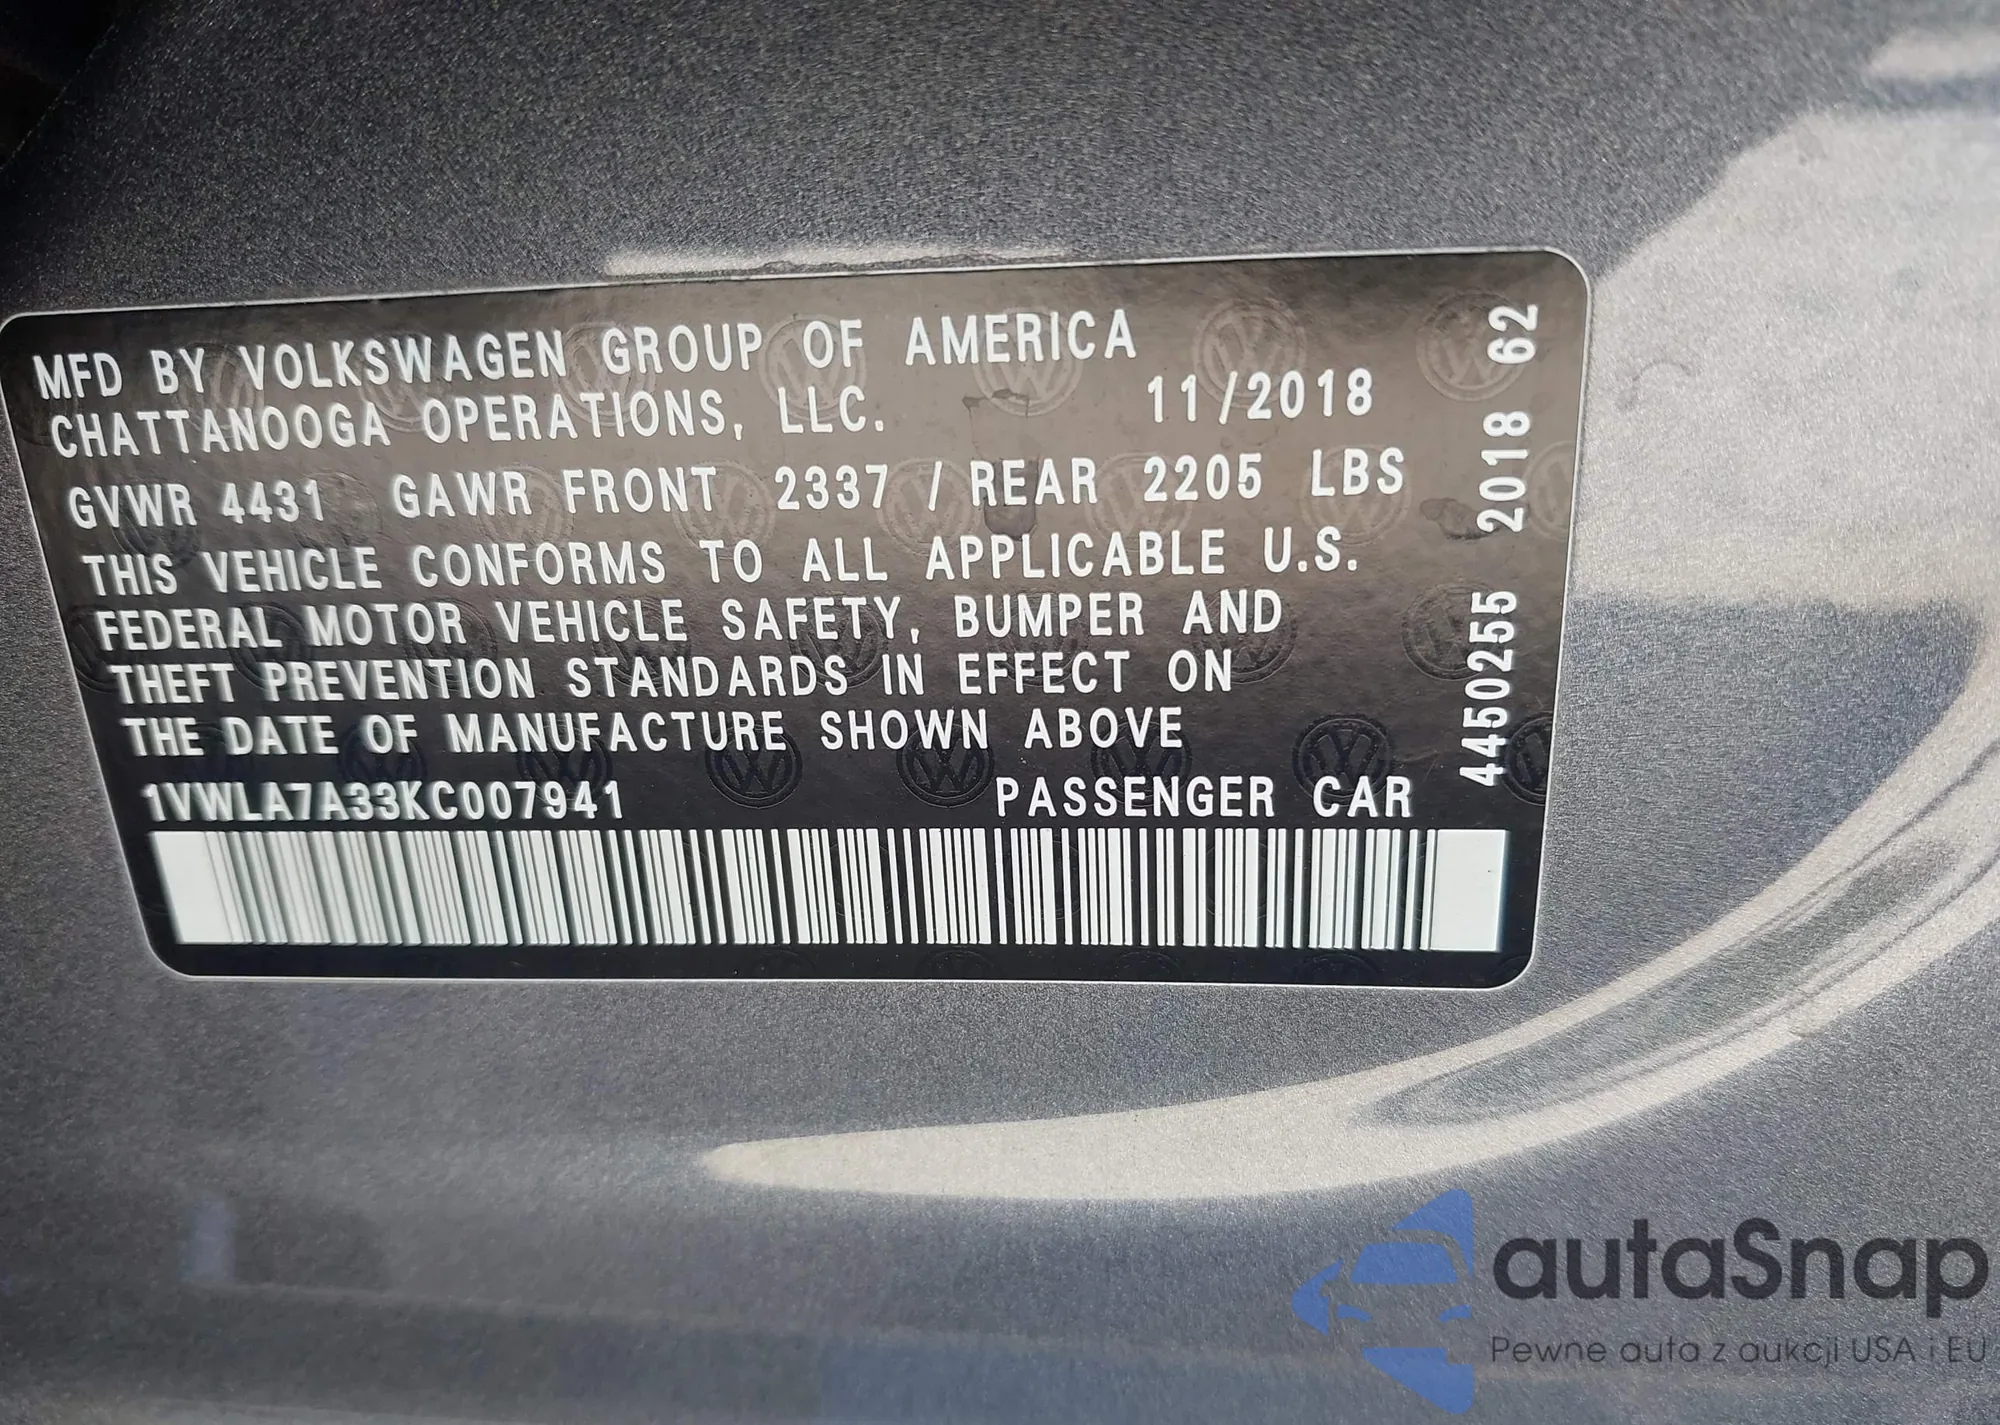 MFD BY VOLKSWAGEN GROUP OF AMERICA
CHATTANOOGA OPERATIONS, LLC. 11/2018
GVWR 4431 GAWR FRONT 2337 / REAR 2205 LBS
THIS VEHICLE CONFORMS TO ALL APPLICABLE U.S.
FEDERAL MOTOR VEHICLE SAFETY, BUMPER AND
THEFT PREVENTION STANDARDS IN EFFECT ON
THE DATE OF MANUFACTURE SHOWN ABOVE
1VWLA7A33KC007941 PASSENGER CAR
4450255 2018 62
autaSnap
Pewne auta z aukcji USA i EU